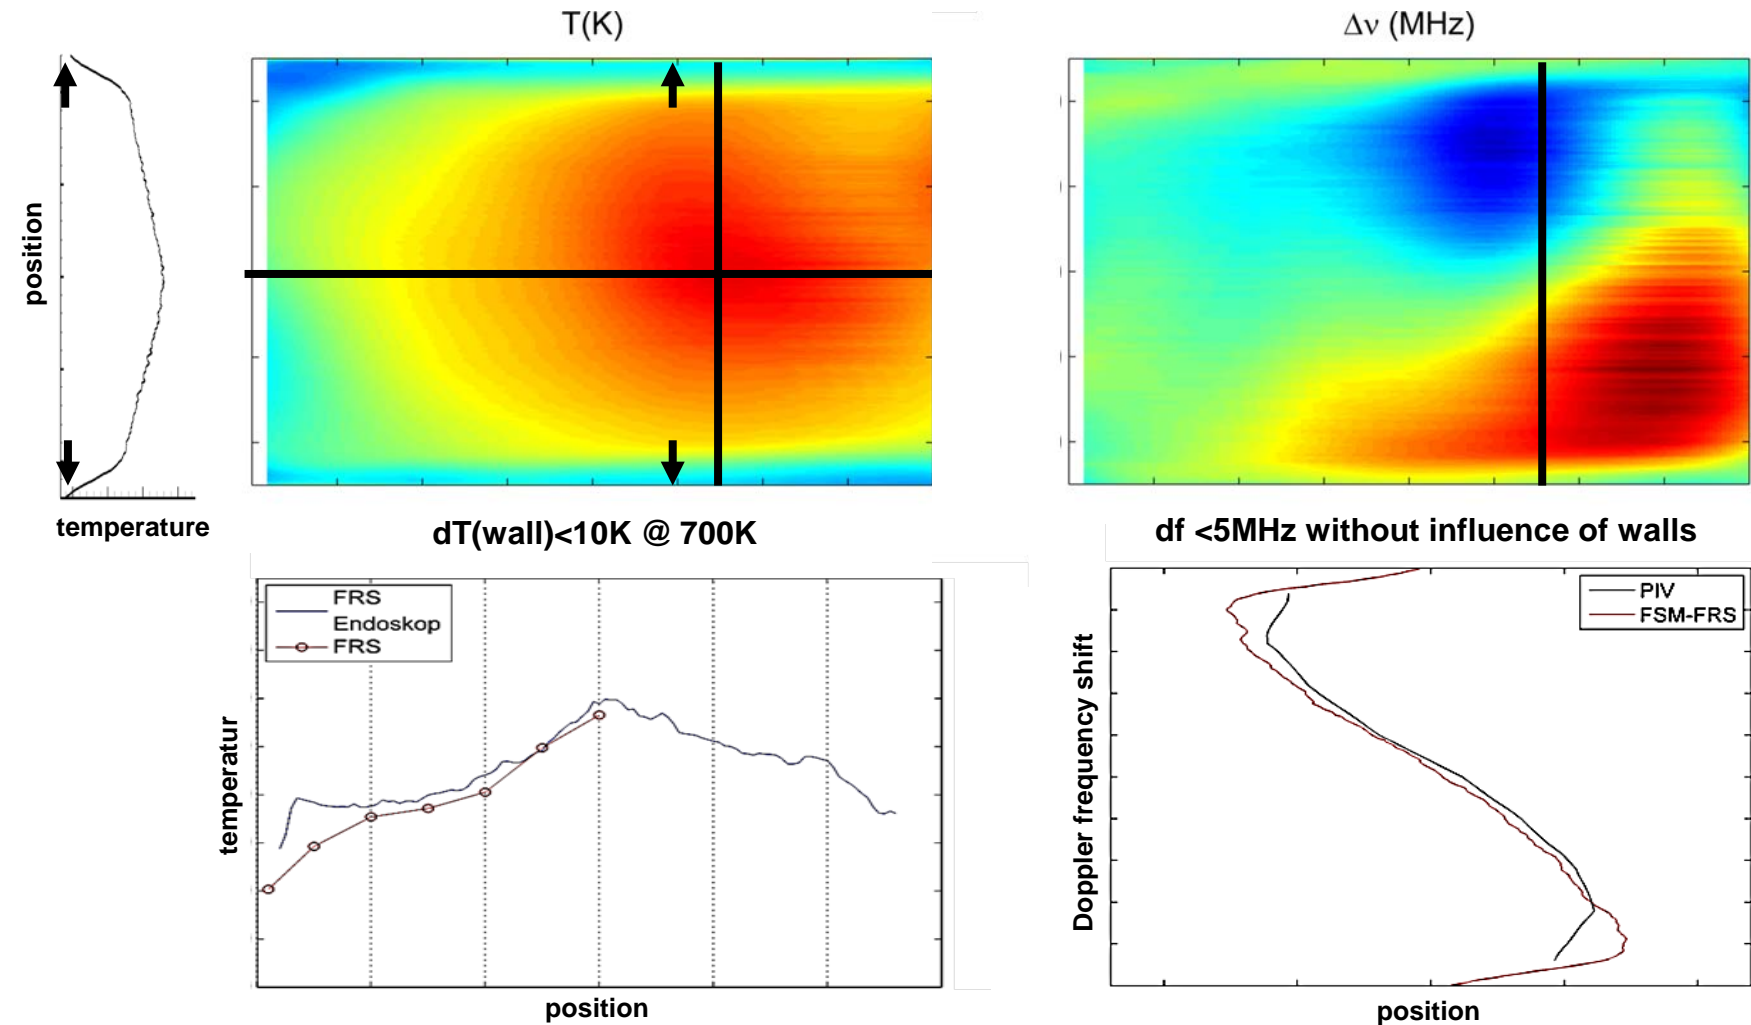 T(K)
Δν (MHz)
position
temperature
dT(wall)<10K @ 700K
df <5MHz without influence of walls
FRS
Endoskop
FRS
temperatur
position
PIV
FSM-FRS
Doppler frequency shift
position